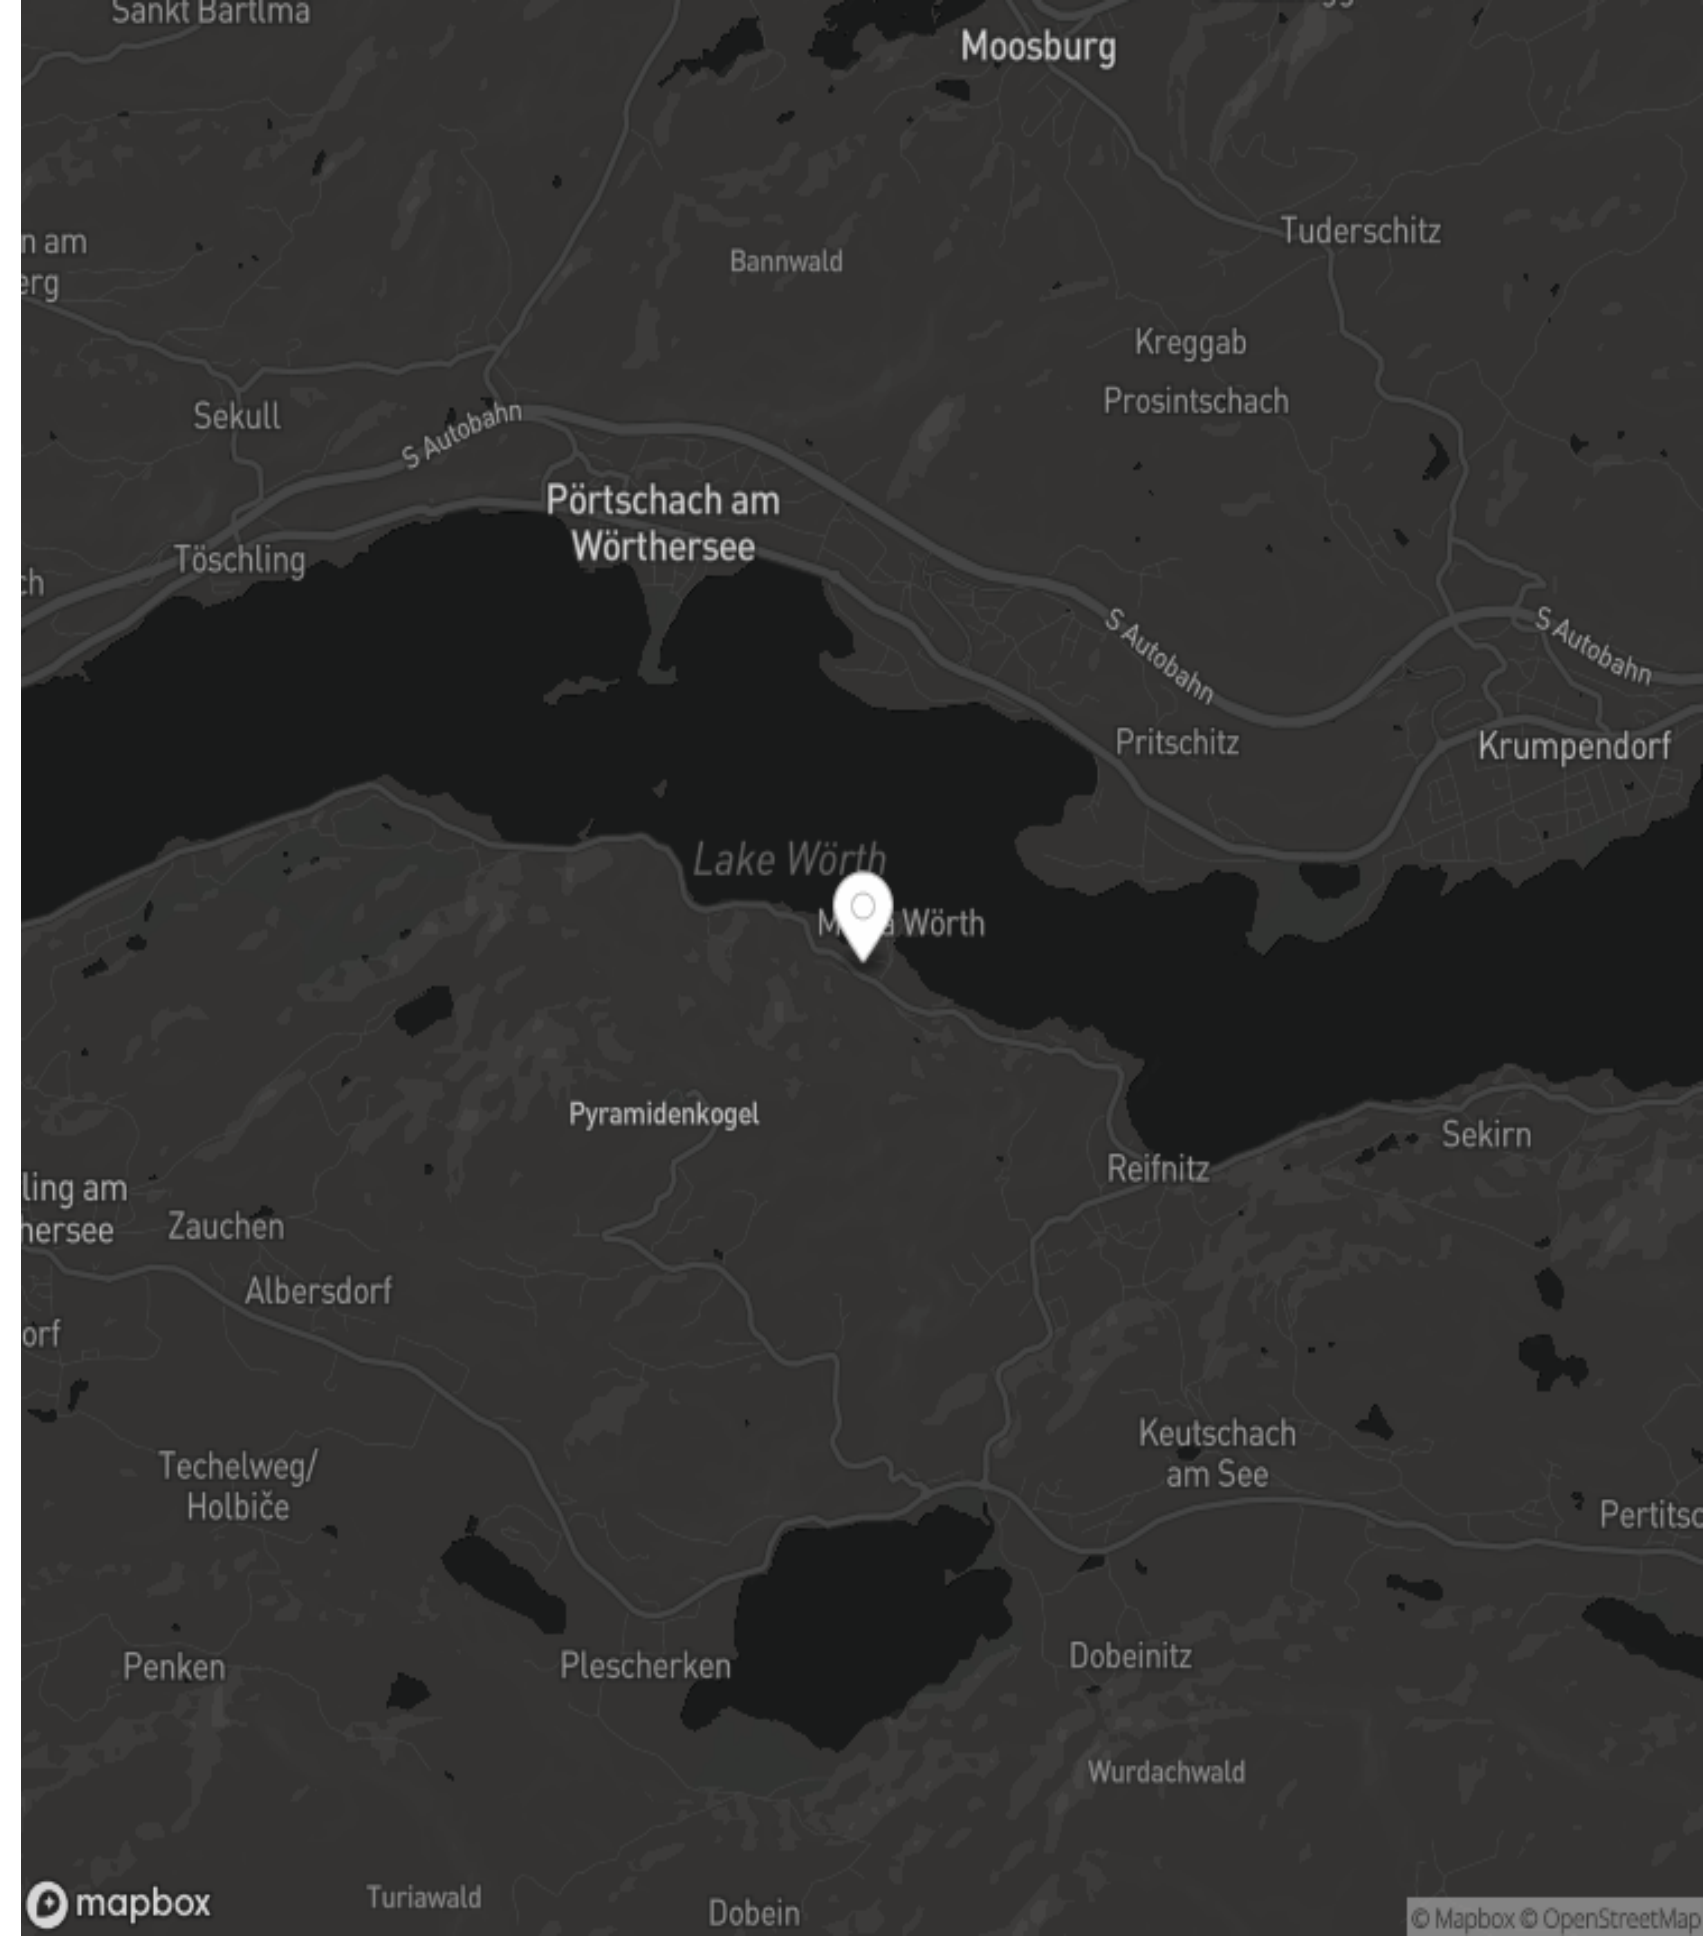 Sankt Bartlmä
Moosburg
n am
erg
Tuderschitz
Bannwald
Kreggab
Prosintschach
Sekull
S Autobahn
Pörtschach am
Wörthersee
Töschling
ch
S Autobahn
S Autobahn
Pritschitz
Krumpendorf
Lake Wörth
Wörth
Pyramidenkogel
Sekirn
Reifnitz
ling am
hersee
Zauchen
Albersdorf
orf
Keutschach
am See
Techelweg/
Holbiče
Pertitsc
Penken
Plescherken
Dobeinitz
Wurdachwald
Turiawald
Dobein
mapbox
© Mapbox © OpenStreetMap